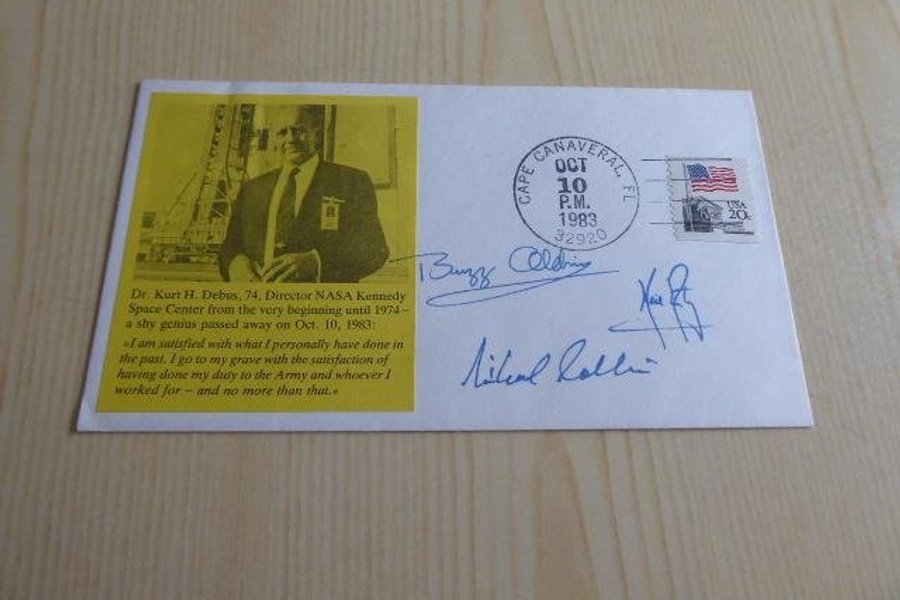 Dr. Kurt H. Debus, 74, Director NASA Kennedy
Space Center from the very beginning until 1974 –
a shy genius passed away on Oct. 10, 1983:
»I am satisfied with what I personally have done in
the past. I go to my grave with the satisfaction of
having done my duty to the Army and whoever I
worked for – and no more than that.«
CAPE CANAVERAL, FL
OCT
10
P.M.
1983
32920
USA
20c
Buzz Aldrin
Michael Collins